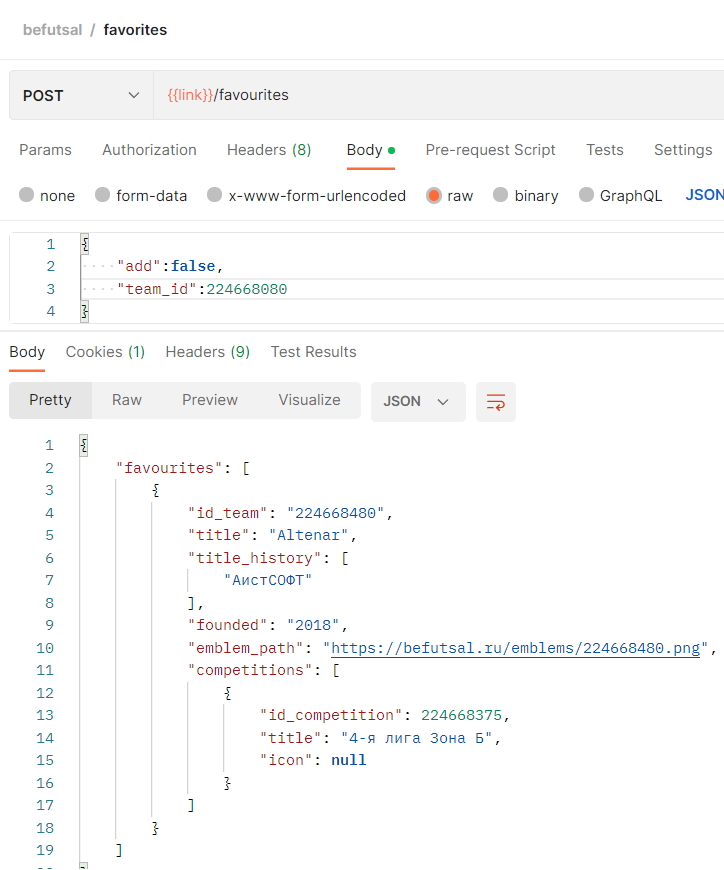 befutsal / favorites
POST {{link}}/favourites
Params Authorization Headers (8) Body Pre-request Script Tests Settings
none form-data x-www-form-urlencoded raw binary GraphQL JSON
1 {
2 "add":false,
3 "team_id":224668080
4 }
Body Cookies (1) Headers (9) Test Results
Pretty Raw Preview Visualize JSON
1 {
2 "favourites": [
3 {
4 "id_team": "224668480",
5 "title": "Altenar",
6 "title_history": [
7 "АистСОФТ"
8 ],
9 "founded": "2018",
10 "emblem_path": "https://befutsal.ru/emblems/224668480.png",
11 "competitions": [
12 {
13 "id_competition": 224668375,
14 "title": "4-я лига Зона Б",
15 "icon": null
16 }
17 ]
18 }
19 ]